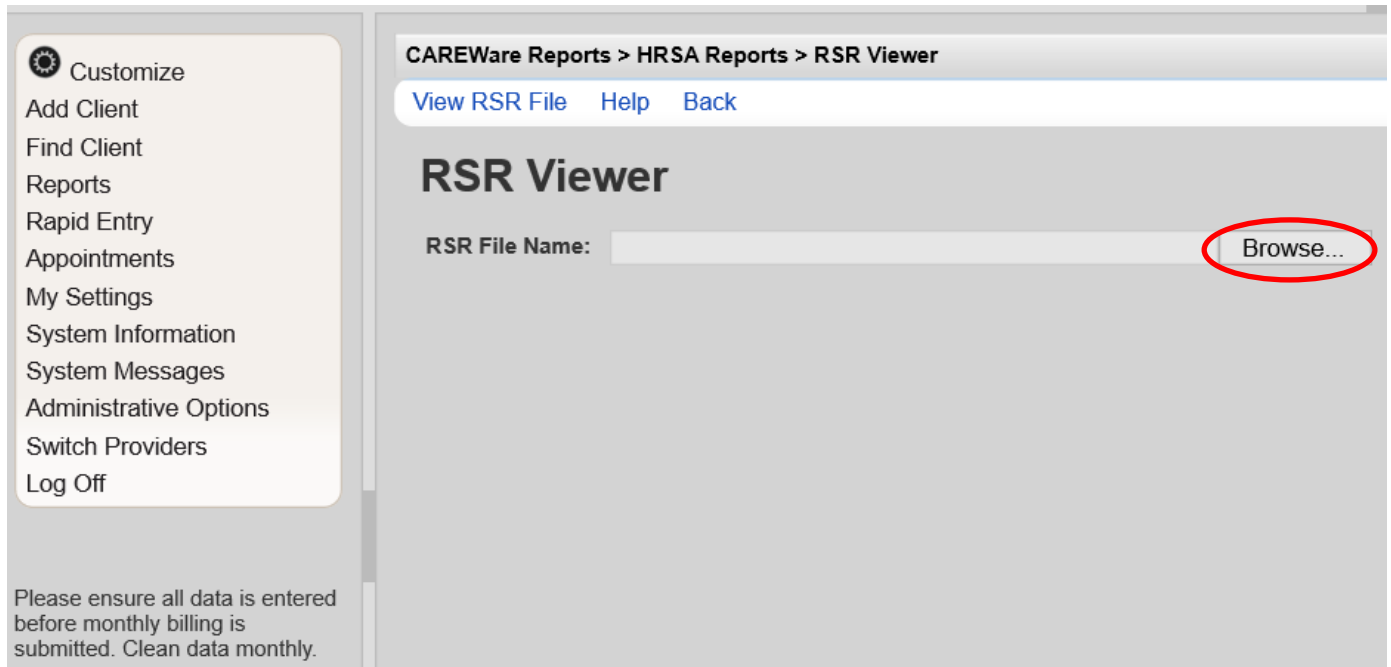 Customize
Add Client
Find Client
Reports
Rapid Entry
Appointments
My Settings
System Information
System Messages
Administrative Options
Switch Providers
Log Off
Please ensure all data is entered
before monthly billing is
submitted. Clean data monthly.
CAREWare Reports > HRSA Reports > RSR Viewer
View RSR File Help Back
RSR Viewer
RSR File Name: Browse...